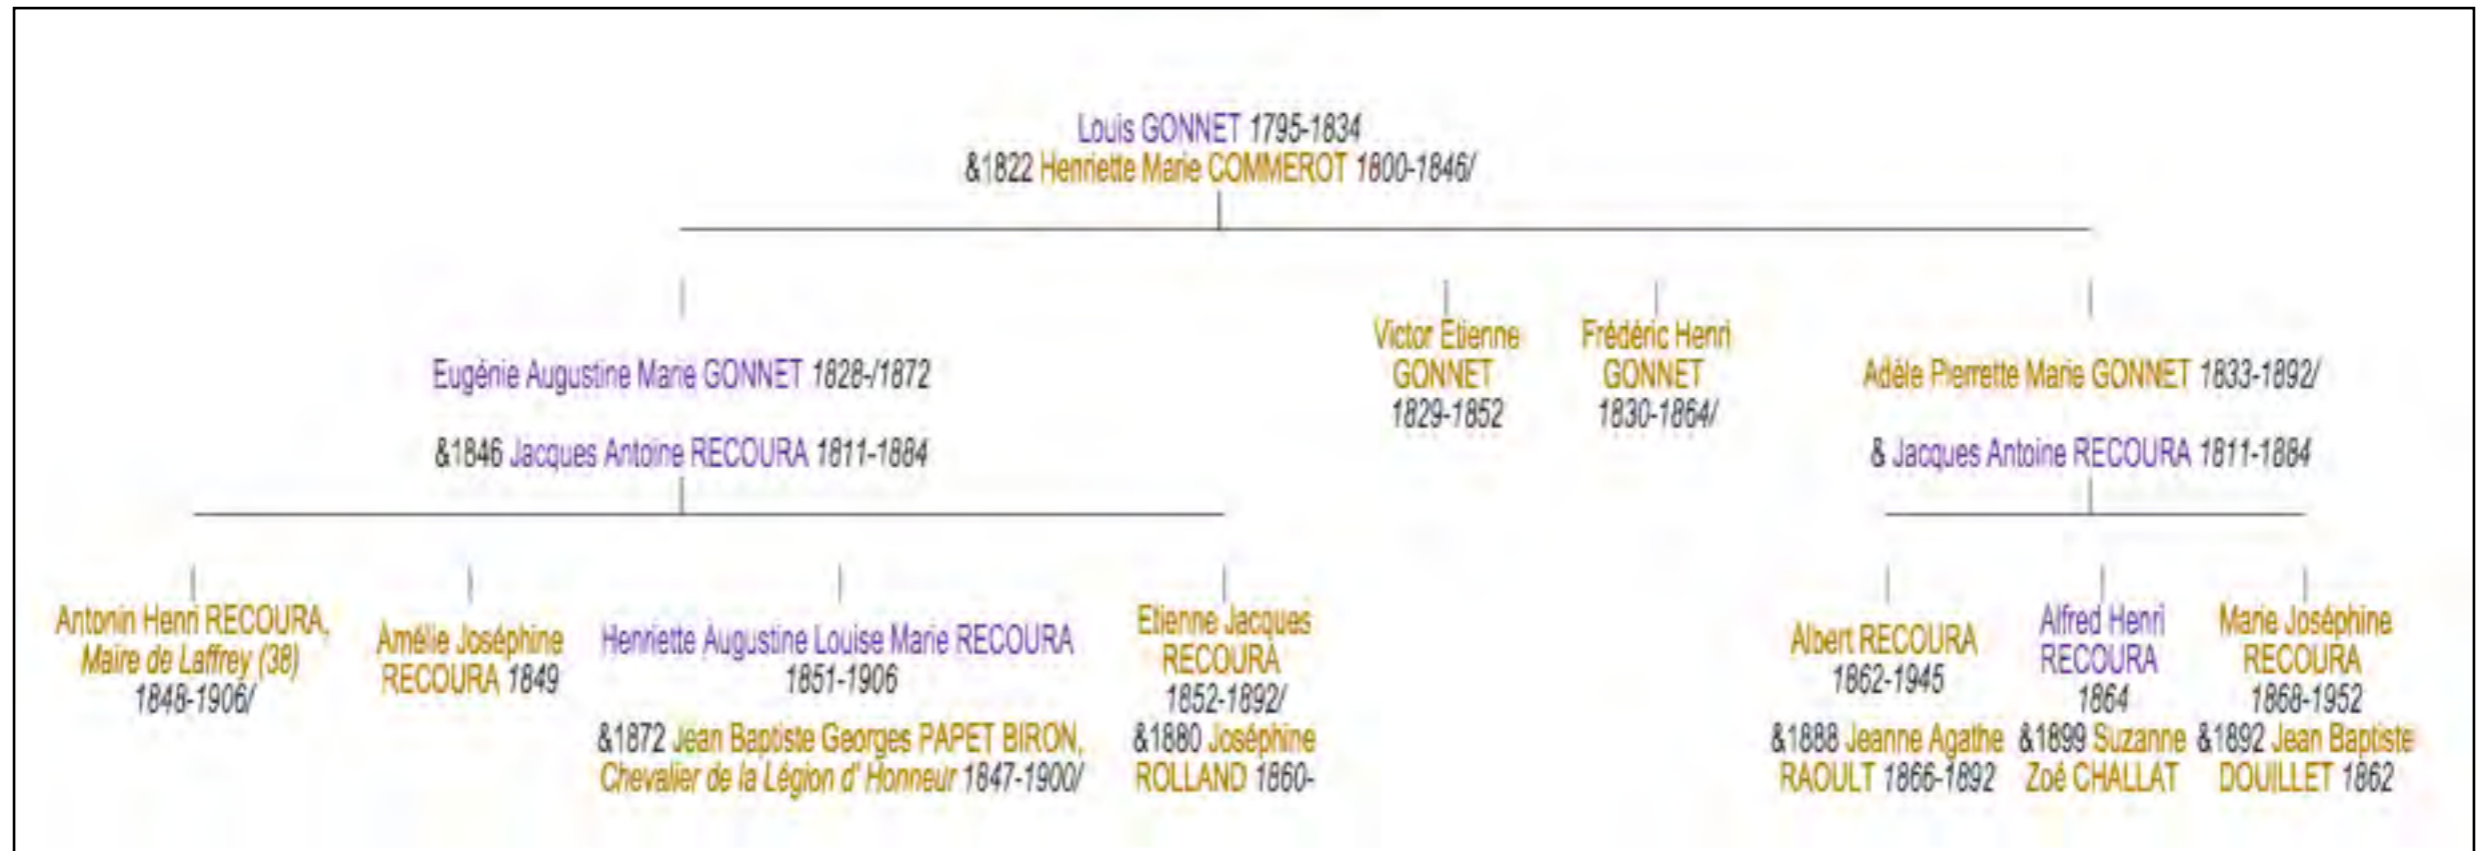 Louis GONNET 1795-1834
&1822 Henriette Marie COMMEROT 1800-1846/
Eugénie Augustine Marie GONNET 1828-/1872
&1846 Jacques Antoine RECOURA 1811-1884
Victor Etienne
GONNET
1829-1852
Frédéric Henri
GONNET
1830-1864/
Adèle Pierrette Marie GONNET 1833-1892/
& Jacques Antoine RECOURA 1811-1884
Antonin Henri RECOURA,
Maire de Laffrey (38)
1848-1906/
Amélie Joséphine
RECOURA 1849
Henriette Augustine Louise Marie RECOURA
1851-1906
&1872 Jean Baptiste Georges PAPET BIRON,
Chevalier de la Légion d' Honneur 1847-1900/
Etienne Jacques
RECOURA
1852-1892/
&1880 Joséphine
ROLLAND 1860-
Albert RECOURA
1862-1945
&1888 Jeanne Agathe
RAOULT 1866-1892
Alfred Henri
RECOURA
1864
&1899 Suzanne
Zoé CHALLAT
Marie Joséphine
RECOURA
1868-1952
&1892 Jean Baptiste
DOUILLET 1862